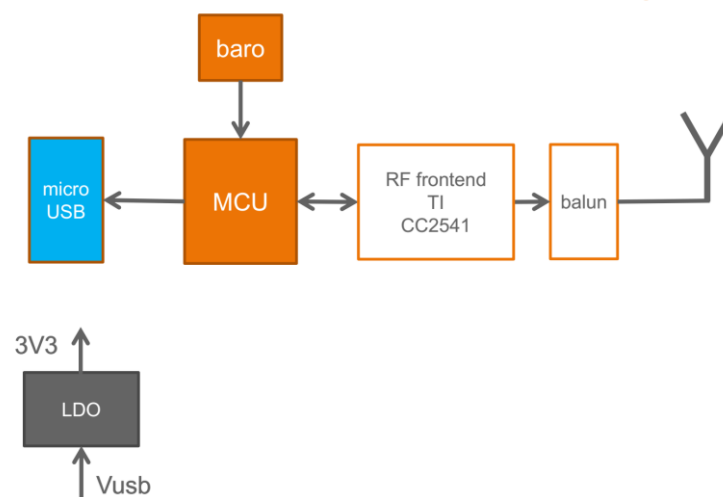 baro
micro
USB
MCU
RF frontend
TI
CC2541
balun
3V3
LDO
Vusb